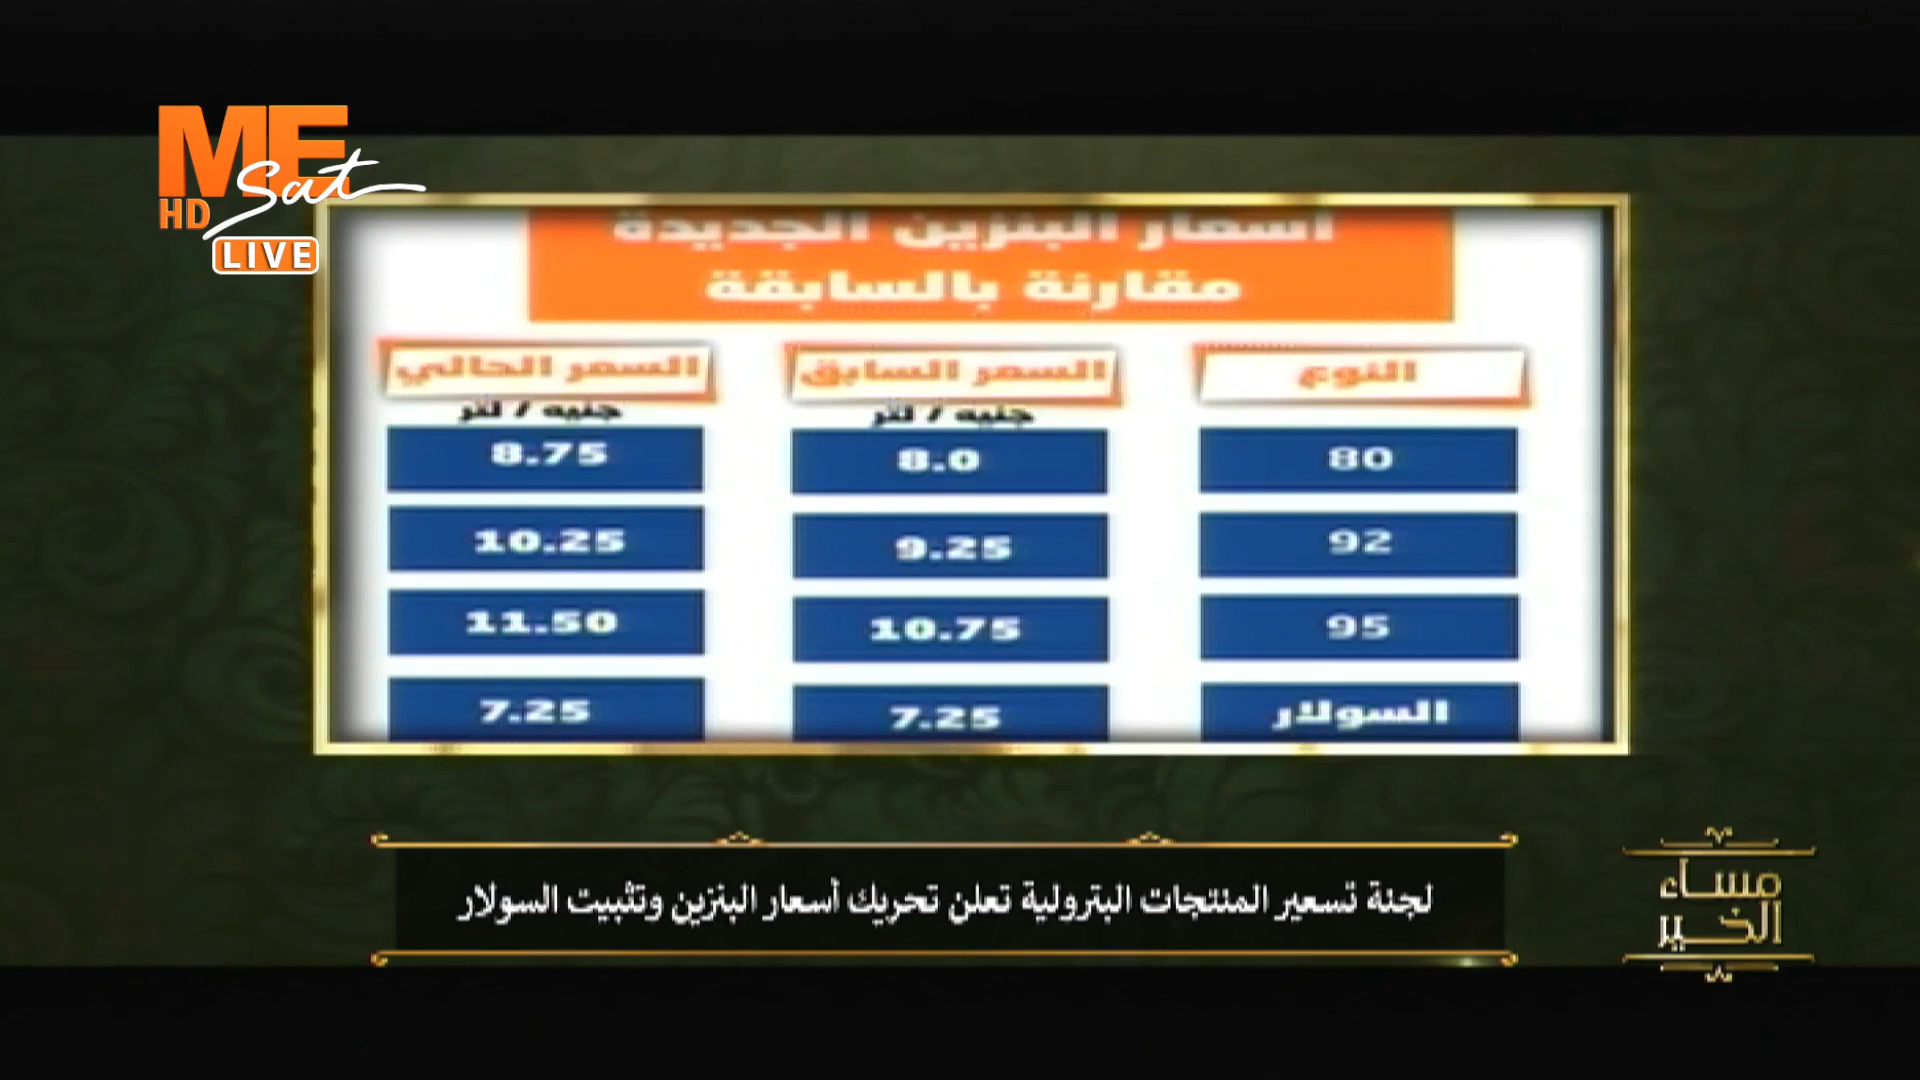 ME
Sat
HD
LIVE
أسعار البنزين الجديدة
مقارنة بالسابقة
النوع السعر السابق السعر الحالي
جنيه / لتر جنيه / لتر
80 8.0 8.75
92 9.25 10.25
95 10.75 11.50
السولار 7.25 7.25
لجنة تسعير المنتجات البترولية تعلن تحريك أسعار البنزين وتثبيت السولار
مساء
الخير